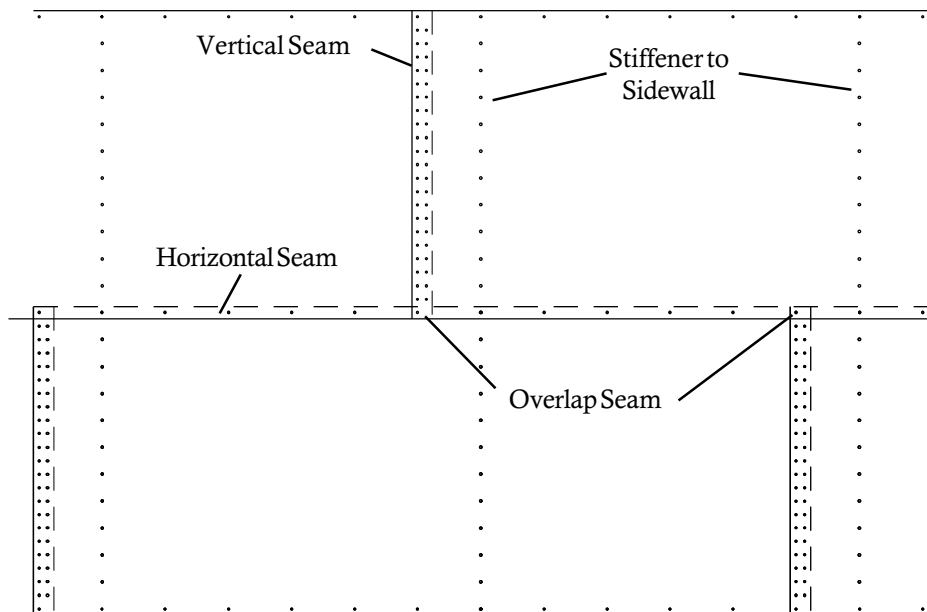 Vertical Seam
Stiffener to
Sidewall
Horizontal Seam
Overlap Seam